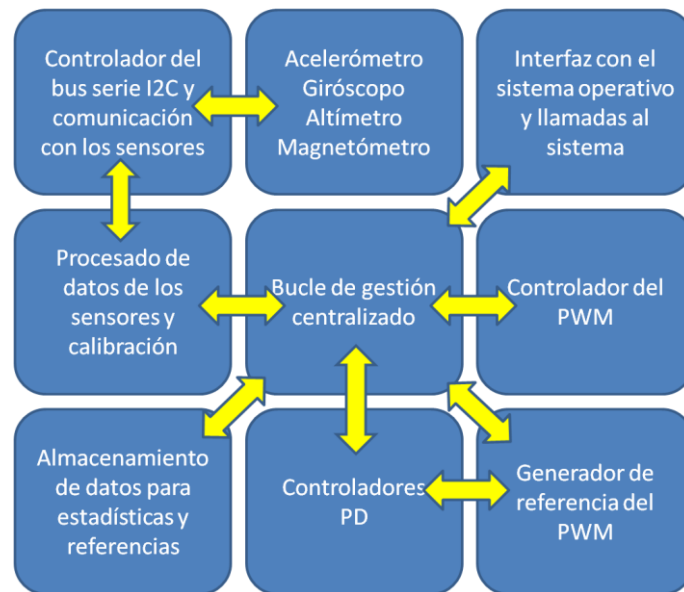 Controlador del
bus serie I2C y
comunicación
con los sensores
Acelerómetro
Giróscopo
Altímetro
Magnetómetro
Interfaz con el
sistema operativo
y llamadas al
sistema
Procesado de
datos de los
sensores y
calibración
Bucle de gestión
centralizado
Controlador del
PWM
Almacenamiento
de datos para
estadísticas y
referencias
Controladores
PD
Generador de
referencia del
PWM